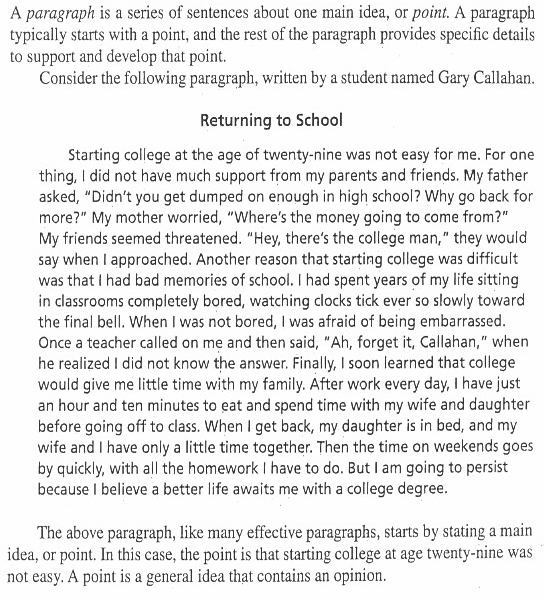 A paragraph is a series of sentences about one main idea, or point. A paragraph
typically starts with a point, and the rest of the paragraph provides specific details
to support and develop that point.
Consider the following paragraph, written by a student named Gary Callahan.
Returning to School
Starting college at the age of twenty-nine was not easy for me. For one
thing, I did not have much support from my parents and friends. My father
asked, “Didn’t you get dumped on enough in high school? Why go back for
more?” My mother worried, “Where’s the money going to come from?”
My friends seemed threatened. “Hey, there’s the college man,” they would
say when I approached. Another reason that starting college was difficult
was that I had bad memories of school. I had spent years of my life sitting
in classrooms completely bored, watching clocks tick ever so slowly toward
the final bell. When I was not bored, I was afraid of being embarrassed.
Once a teacher called on me and then said, “Ah, forget it, Callahan,” when
he realized I did not know the answer. Finally, I soon learned that college
would give me little time with my family. After work every day, I have just
an hour and ten minutes to eat and spend time with my wife and daughter
before going off to class. When I get back, my daughter is in bed, and my
wife and I have only a little time together. Then the time on weekends goes
by quickly, with all the homework I have to do. But I am going to persist
because I believe a better life awaits me with a college degree.
The above paragraph, like many effective paragraphs, starts by stating a main
idea, or point. In this case, the point is that starting college at age twenty-nine was
not easy. A point is a general idea that contains an opinion.